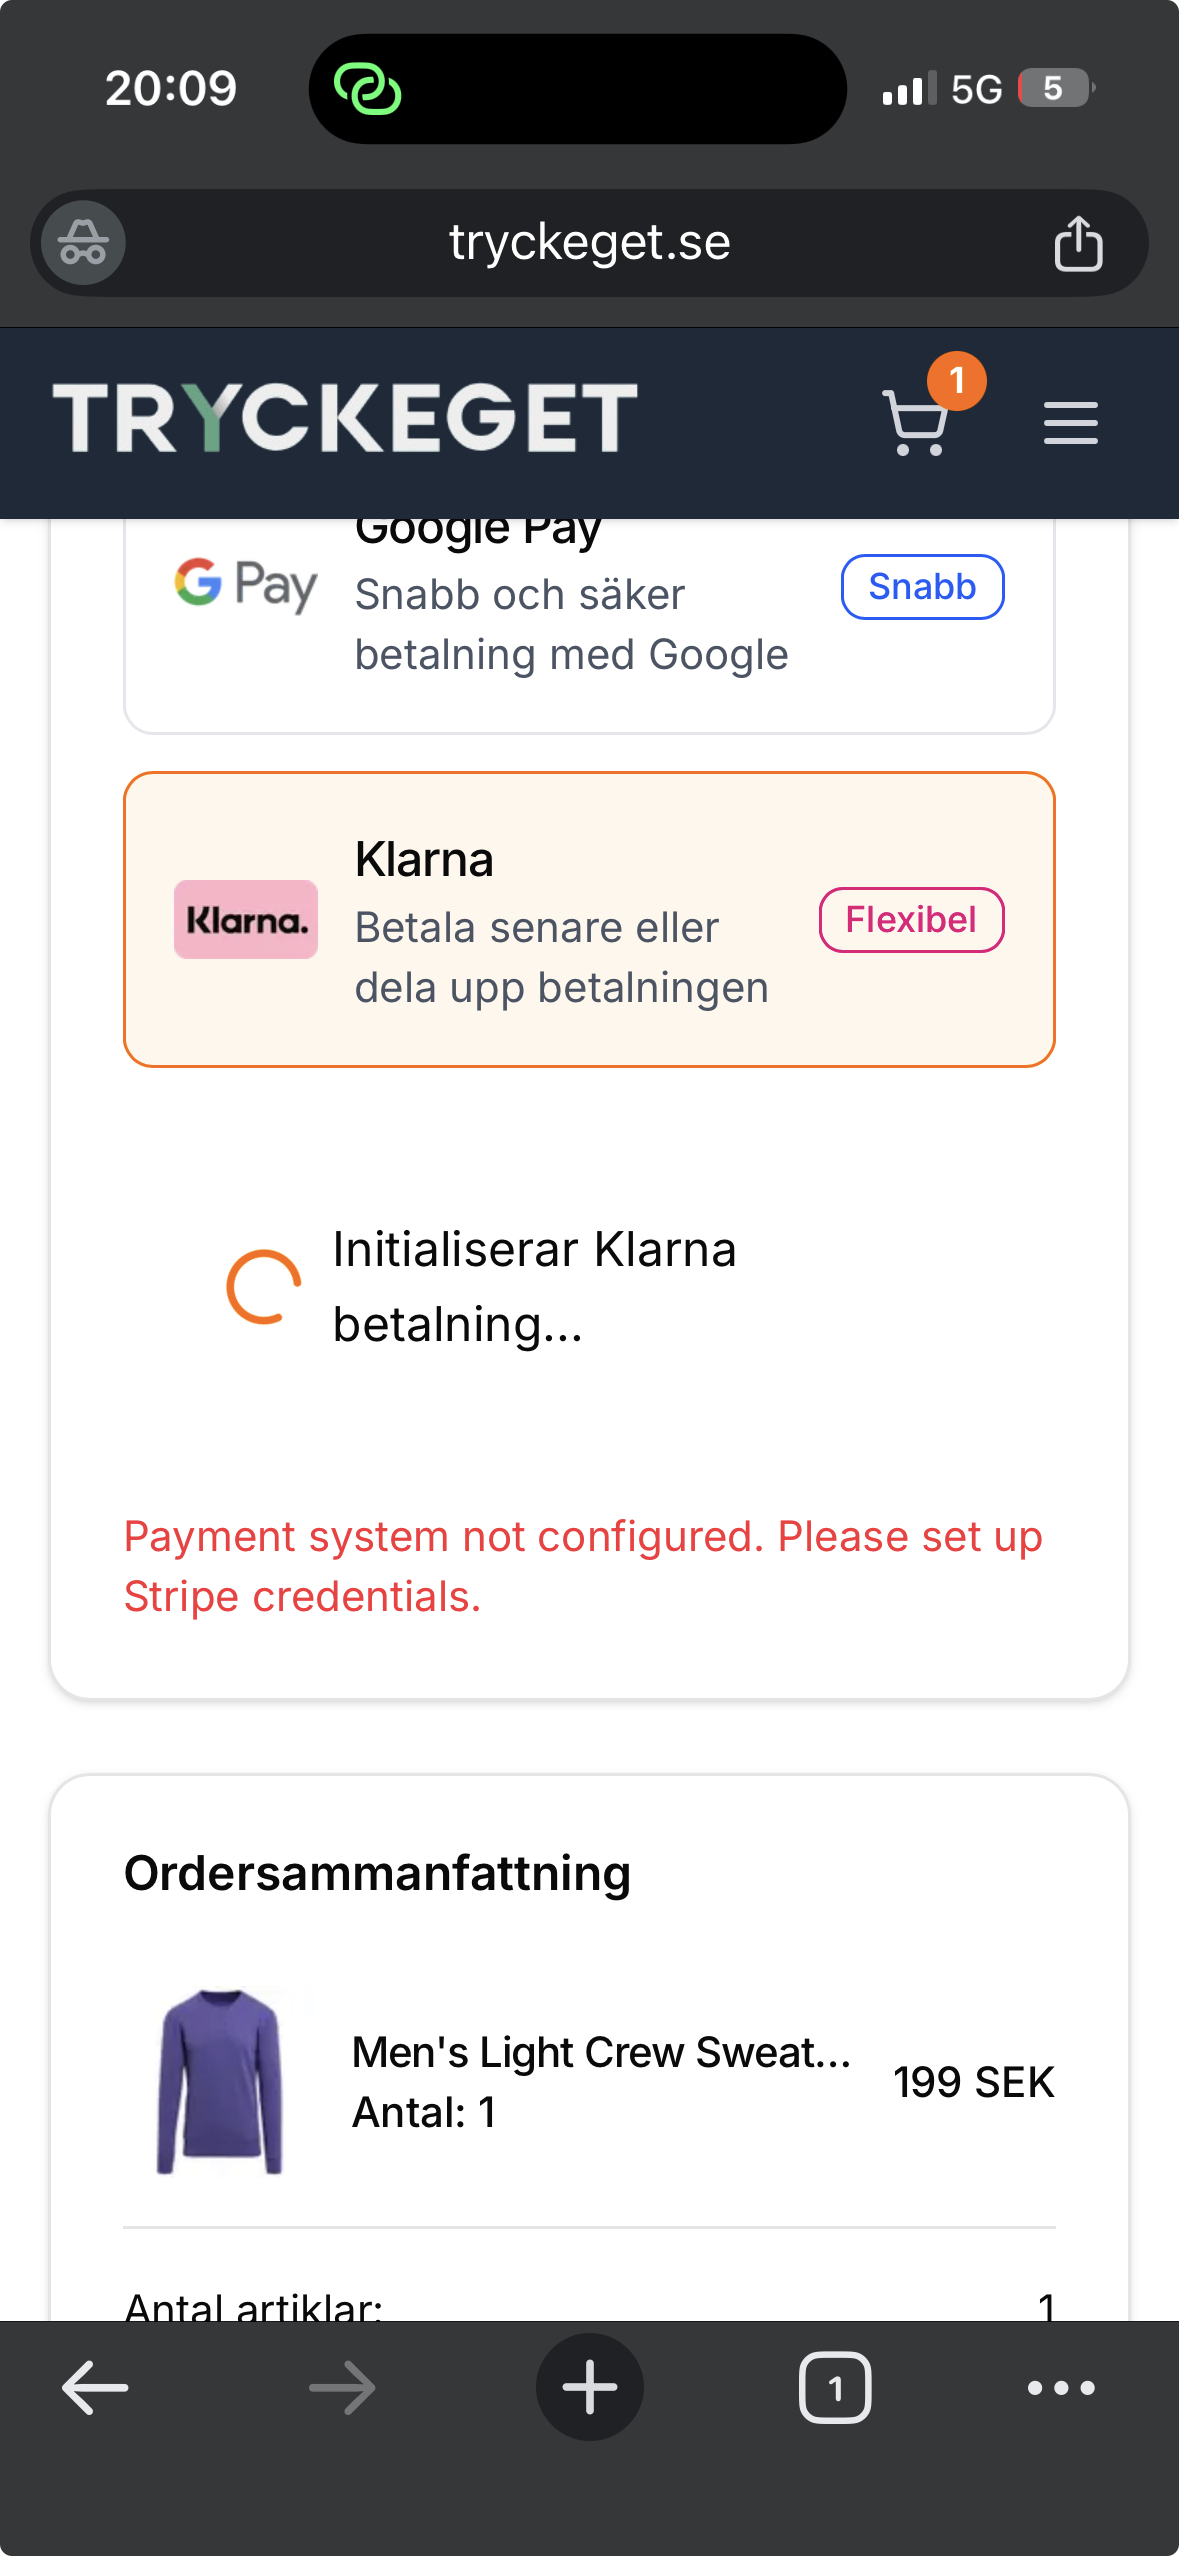 20:09
5G
5
tryckeget.se
TRYCKEGET
1
Google Pay
G Pay
Snabb och säker
betalning med Google
Snabb
Klarna
Klarna.
Betala senare eller
dela upp betalningen
Flexibel
Initialiserar Klarna
betalning...
Payment system not configured. Please set up
Stripe credentials.
Ordersammanfattning
Men's Light Crew Sweat...
Antal: 1
199 SEK
Antal artiklar:
1
1